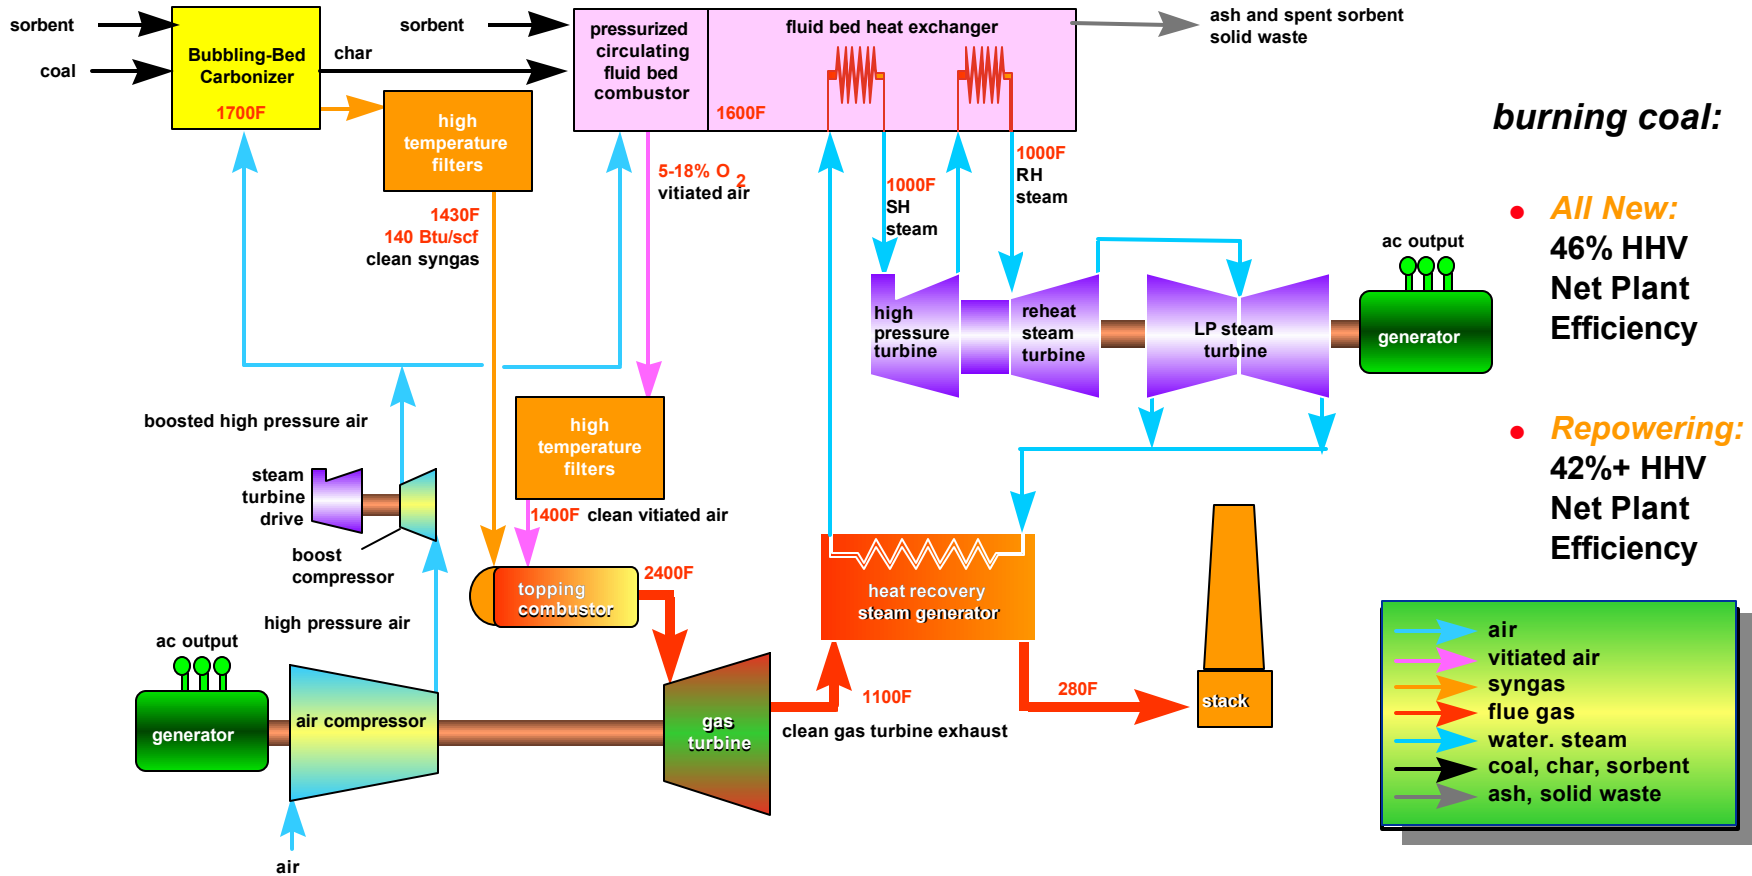 sorbent
coal
Bubbling-Bed
Carbonizer
1700F
char
sorbent
pressurized
circulating
fluid bed
combustor
fluid bed heat exchanger
1600F
ash and spent sorbent
solid waste
high
temperature
filters
1430F
140 Btu/scf
clean syngas
5-18% O2
vitiated air
1000F
SH
steam
1000F
RH
steam
burning coal:
All New:
46% HHV
Net Plant
Efficiency
Repowering:
42%+ HHV
Net Plant
Efficiency
ac output
generator
high
pressure
turbine
reheat
steam
turbine
LP steam
turbine
boosted high pressure air
steam
turbine
drive
boost
compressor
high
temperature
filters
1400F clean vitiated air
topping
combustor
2400F
heat recovery
steam generator
high pressure air
ac output
generator
air compressor
gas
turbine
1100F
clean gas turbine exhaust
280F
stack
air
air
vitiated air
syngas
flue gas
water. steam
coal, char, sorbent
ash, solid waste